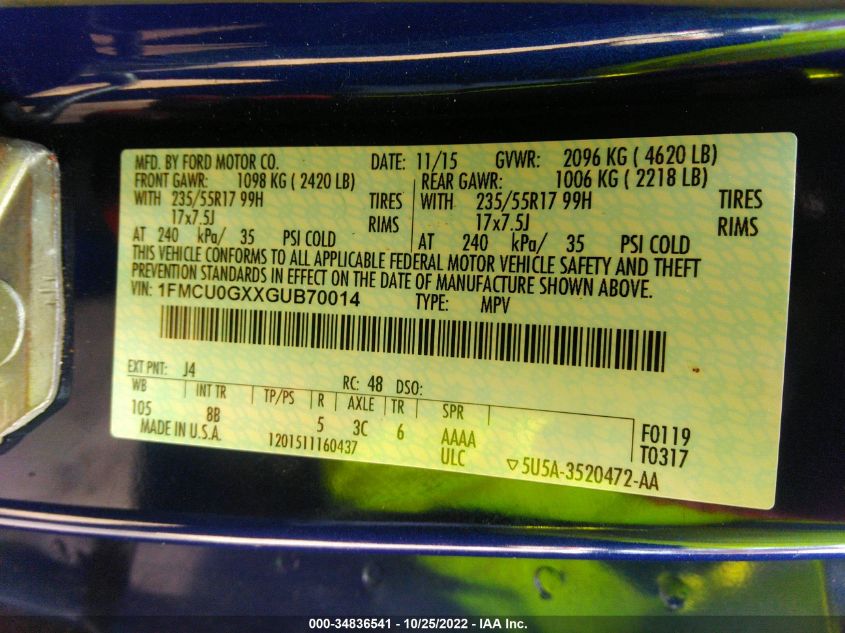 MFD. BY FORD MOTOR CO. DATE: 11/15 GVWR: 2096 KG ( 4620 LB)
FRONT GAWR: 1098 KG ( 2420 LB) REAR GAWR: 1006 KG ( 2218 LB)
WITH 235/55R17 99H TIRES WITH 235/55R17 99H TIRES
17x7.5J RIMS 17x7.5J RIMS
AT 240 kPa/ 35 PSI COLD AT 240 kPa/ 35 PSI COLD
THIS VEHICLE CONFORMS TO ALL APPLICABLE FEDERAL MOTOR VEHICLE SAFETY AND THEFT
PREVENTION STANDARDS IN EFFECT ON THE DATE OF MANUFACTURE SHOWN ABOVE.
VIN: 1FMCU0GXXGUB70014 TYPE: MPV
EXT PNT: J4 RC: 48 DSO:
WB INT TR TP/PS R AXLE TR SPR
105 8B 5 3C 6 AAAA F0119
MADE IN U.S.A. 1201511160437 ULC T0317
▽5U5A-3520472-AA
000-34836541 - 10/25/2022 - IAA Inc.